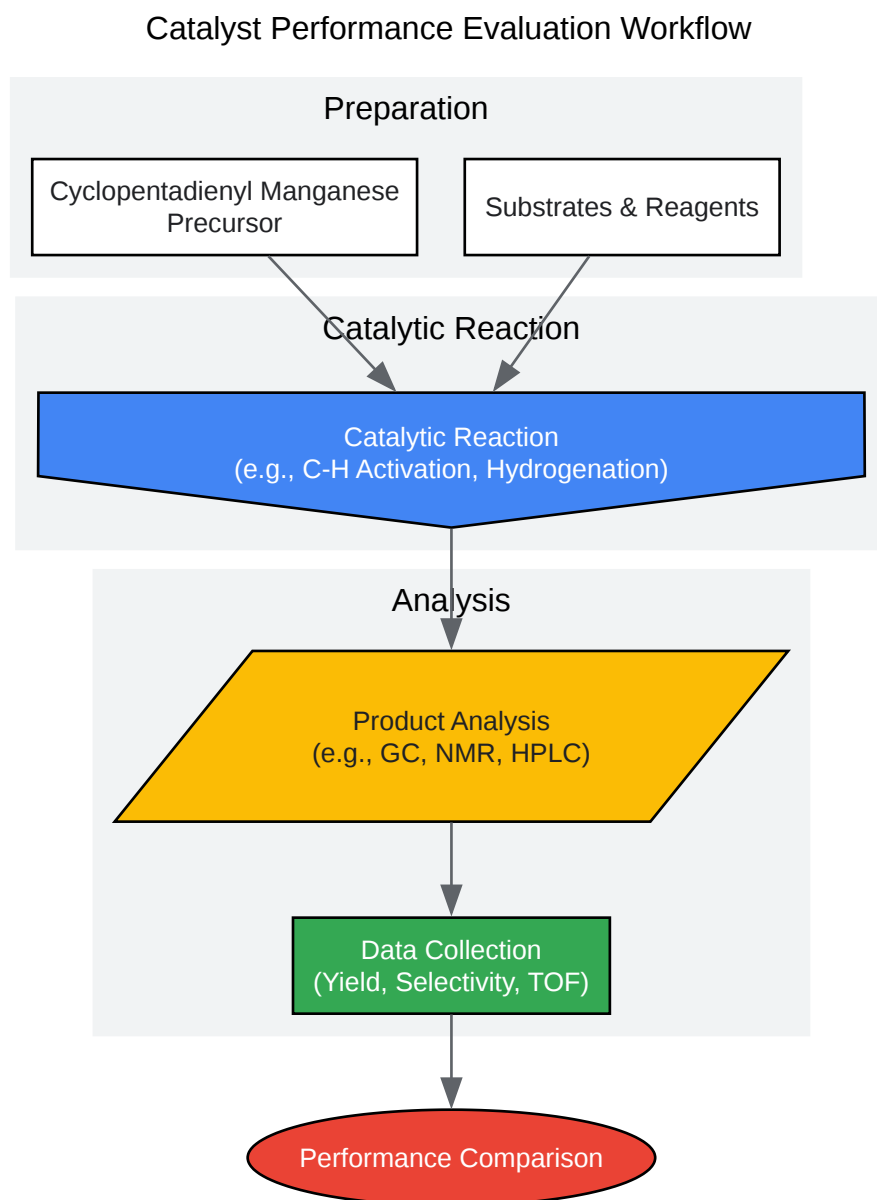 Catalyst Performance Evaluation Workflow
Preparation
Cyclopentadienyl Manganese
Precursor
Substrates & Reagents
Catalytic Reaction
Catalytic Reaction
(e.g., C-H Activation, Hydrogenation)
Analysis
Product Analysis
(e.g., GC, NMR, HPLC)
Data Collection
(Yield, Selectivity, TOF)
Performance Comparison